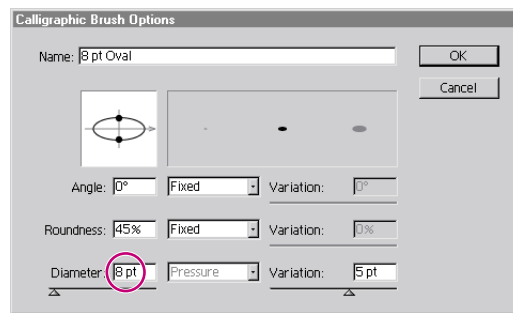 Calligraphic Brush Options
Name: 8 pt Oval OK
Cancel
Angle: 0° Fixed Variation: 0°
Roundness: 45% Fixed Variation: 0%
Diameter: 8 pt Pressure Variation: 5 pt